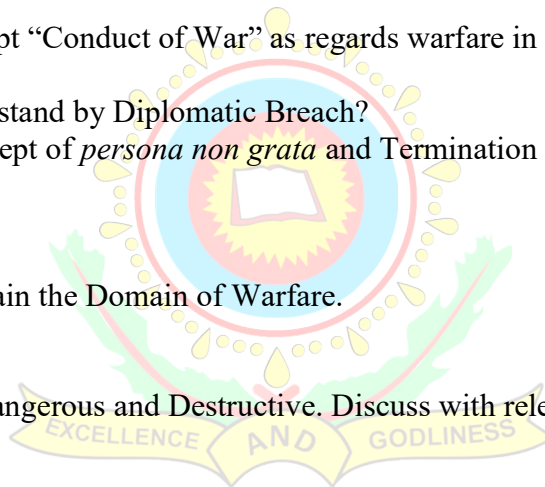 pt “Conduct of War” as regards warfare in
stand by Diplomatic Breach?
ept of persona non grata and Termination
ain the Domain of Warfare.
angerous and Destructive. Discuss with rele
EXCELLENCE AND GODLINESS